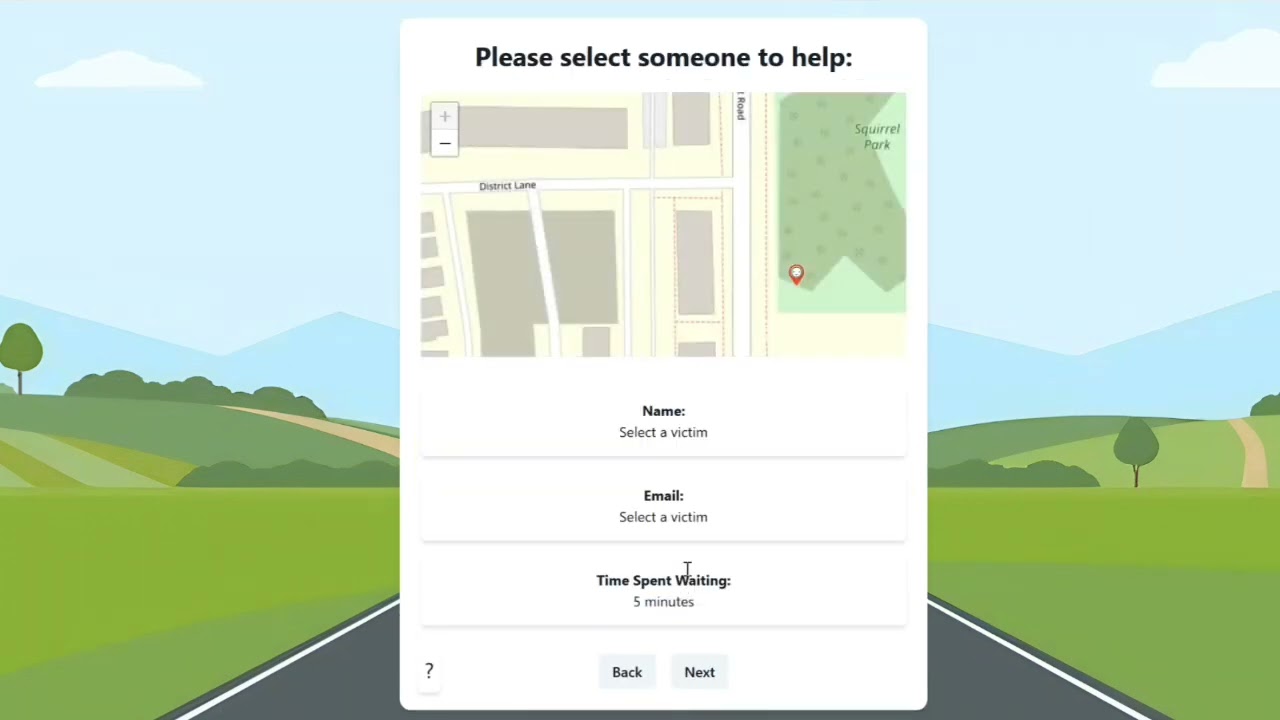 Please select someone to help:
+
−
t Road
Squirrel
Park
District Lane
Name:
Select a victim
Email:
Select a victim
Time Spent Waiting:
5 minutes
?
Back
Next